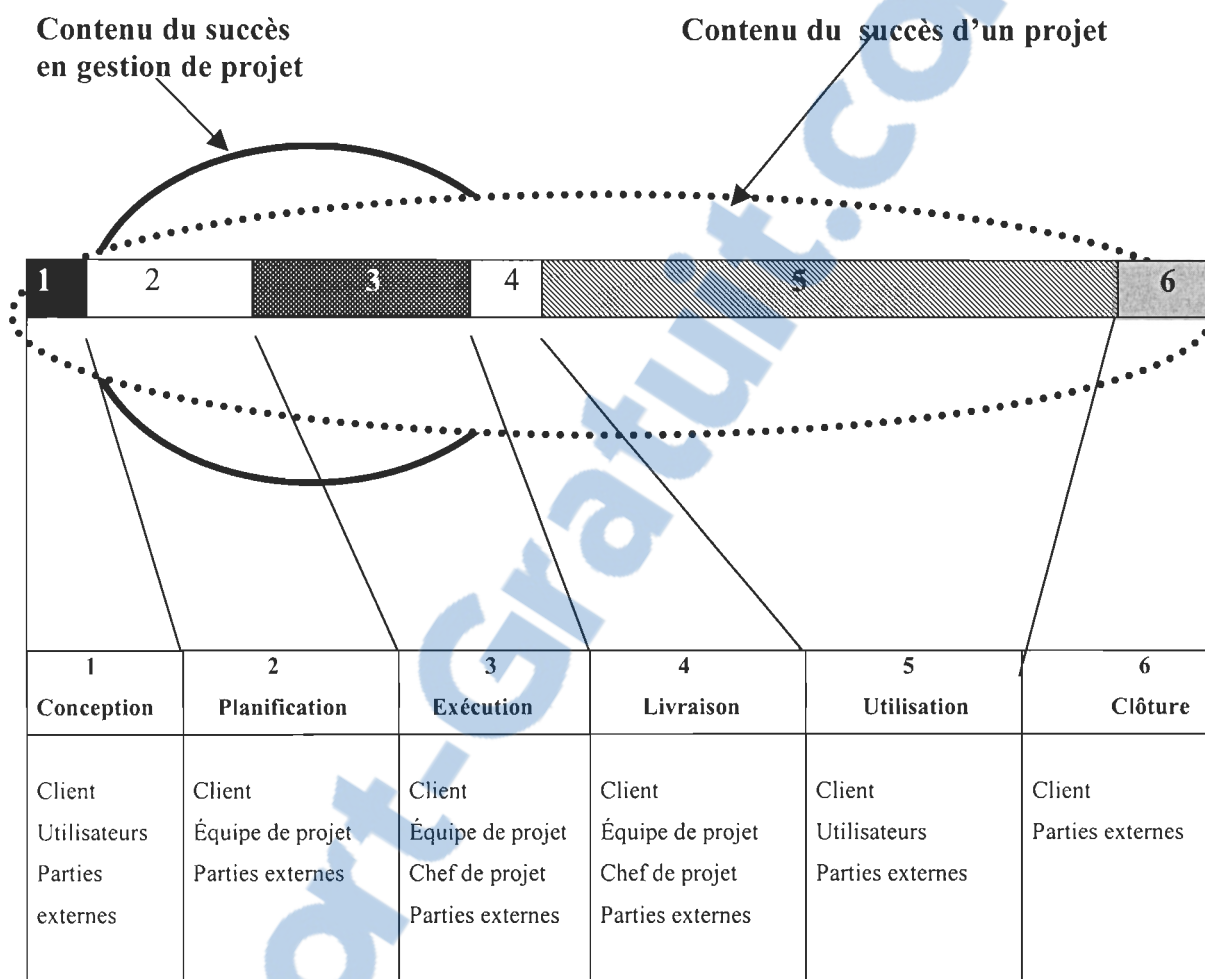 Contenu du succès
en gestion de projet
Contenu du succès d'un projet
1 2 3 4 5 6
1 2 3 4 5 6
Conception Planification Exécution Livraison Utilisation Clôture
Client Client Client Client Client Client
Utilisateurs Équipe de projet Équipe de projet Équipe de projet Utilisateurs Parties externes
Parties Parties externes Chef de projet Chef de projet Parties externes
externes Parties externes Parties externes
ort-Gratuit.co